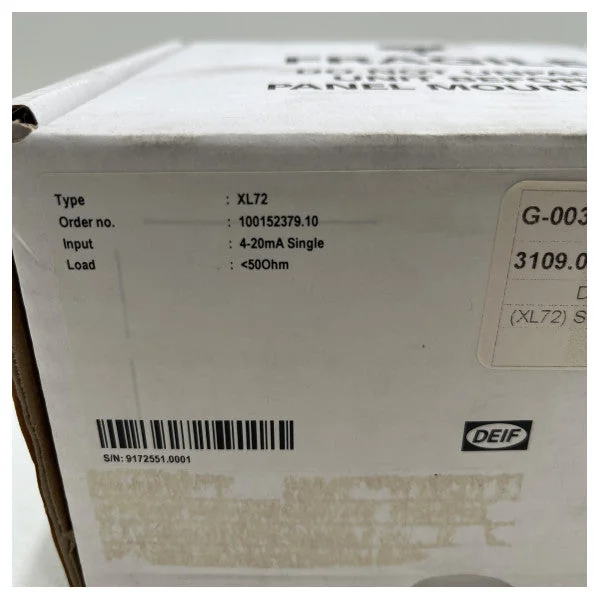 FRAGILE
PANEL MOUNT
Type : XL72
Order no. : 100152379.10
Input : 4-20mA Single
Load : <50Ohm
G-003
3109.0
D
(XL72) S
DEIF
S/N: 9172551.0001